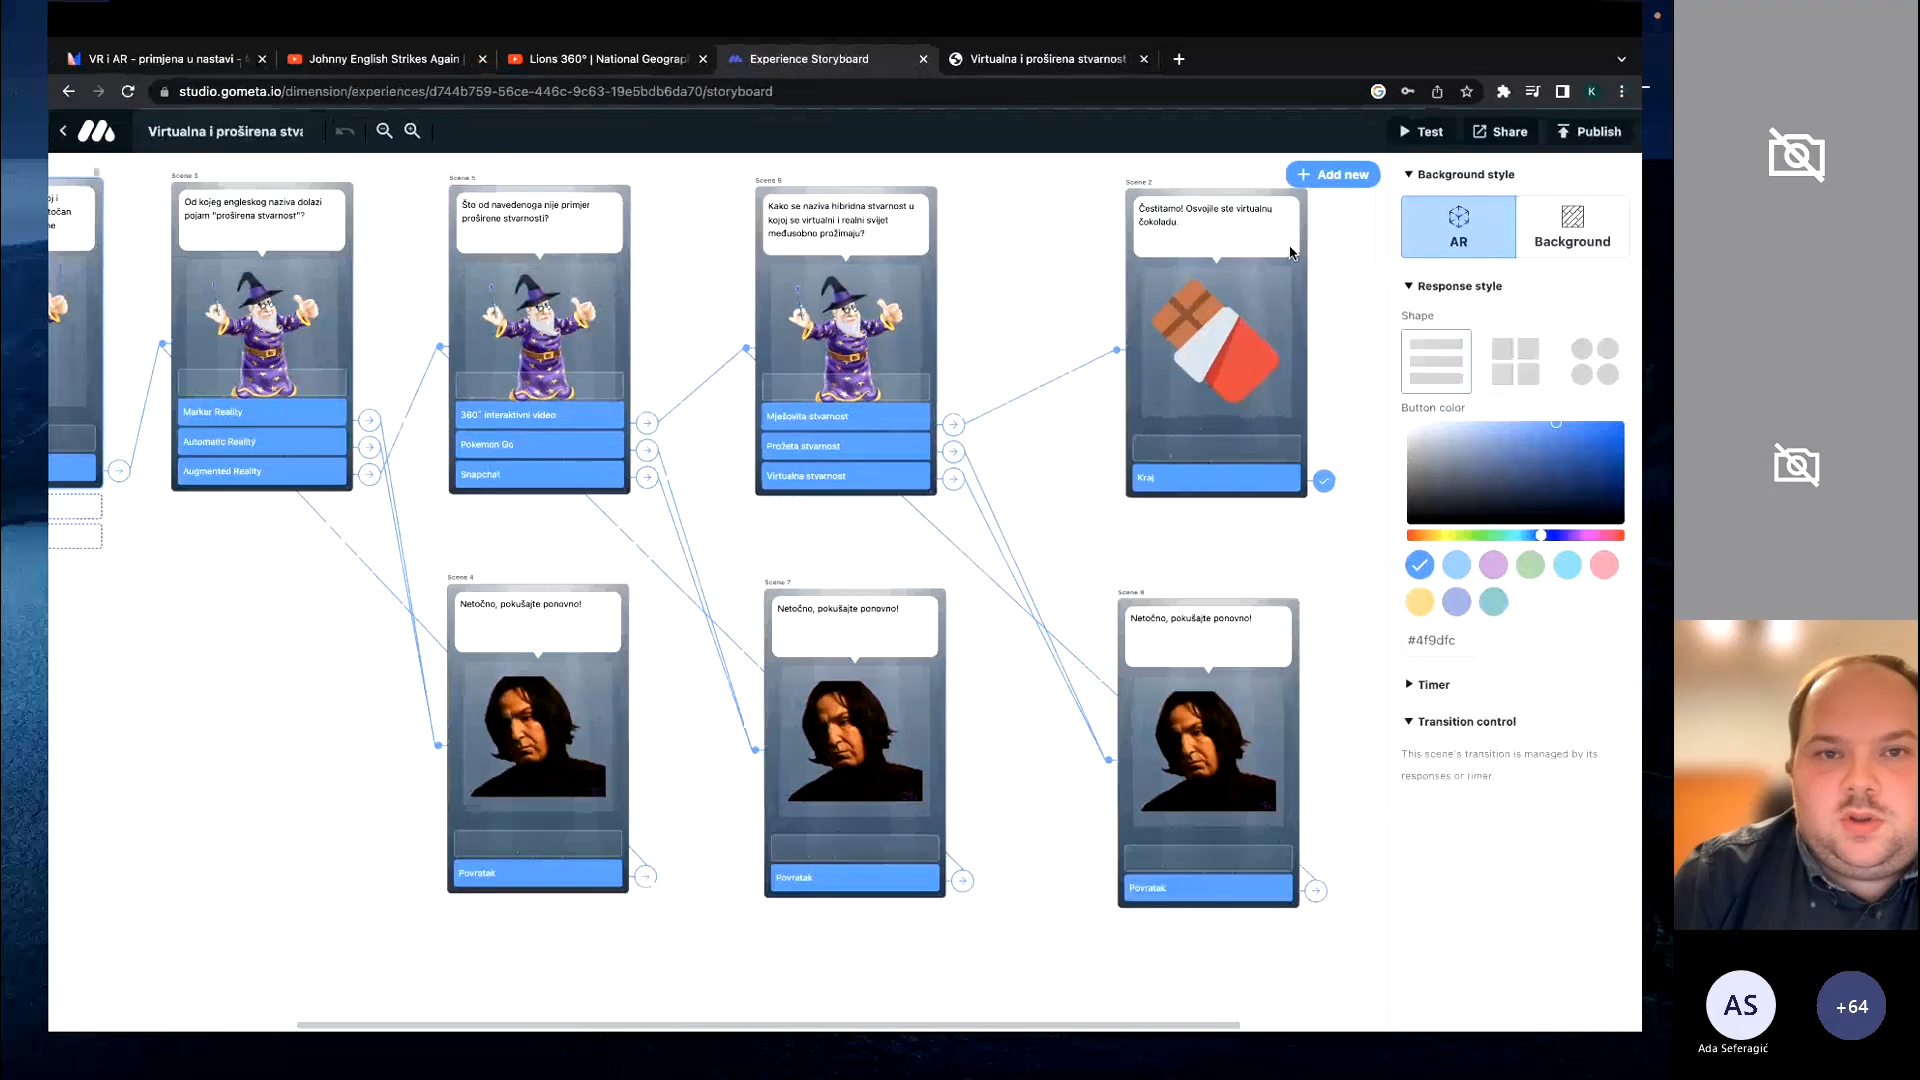 VR i AR - primjena u nastavi -
Johnny English Strikes Again |
Lions 360° | National Geograp
Experience Storyboard
Virtualna i proširena stvarnost
studio.gometa.io/dimension/experiences/d744b759-56ce-446c-9c63-19e5bdb6da70/storyboard
K
Virtualna i proširena stva
Test
Share
Publish
Add new
Scene 3
Od kojeg engleskog naziva dolazi
pojam "proširena stvarnost"?
Marker Reality
Automatic Reality
Augmented Reality
Scene 5
Što od navedenoga nije primjer
proširene stvarnosti?
360° interaktivni video
Pokemon Go
Snapchat
Scene 6
Kako se naziva hibridna stvarnost u
kojoj se virtualni i realni svijet
međusobno prožimaju?
Mješovita stvarnost
Prožeta stvarnost
Virtualna stvarnost
Scene 2
Čestitamo! Osvojile ste virtualnu
čokoladu.
Kraj
Scene 4
Netočno, pokušajte ponovno!
Povratak
Scene 7
Netočno, pokušajte ponovno!
Povratak
Scene 8
Netočno, pokušajte ponovno!
Povratak
Background style
AR
Background
Response style
Shape
Button color
#4f9dfc
Timer
Transition control
This scene's transition is managed by its
responses or timer.
AS
+64
Ada Seferagić